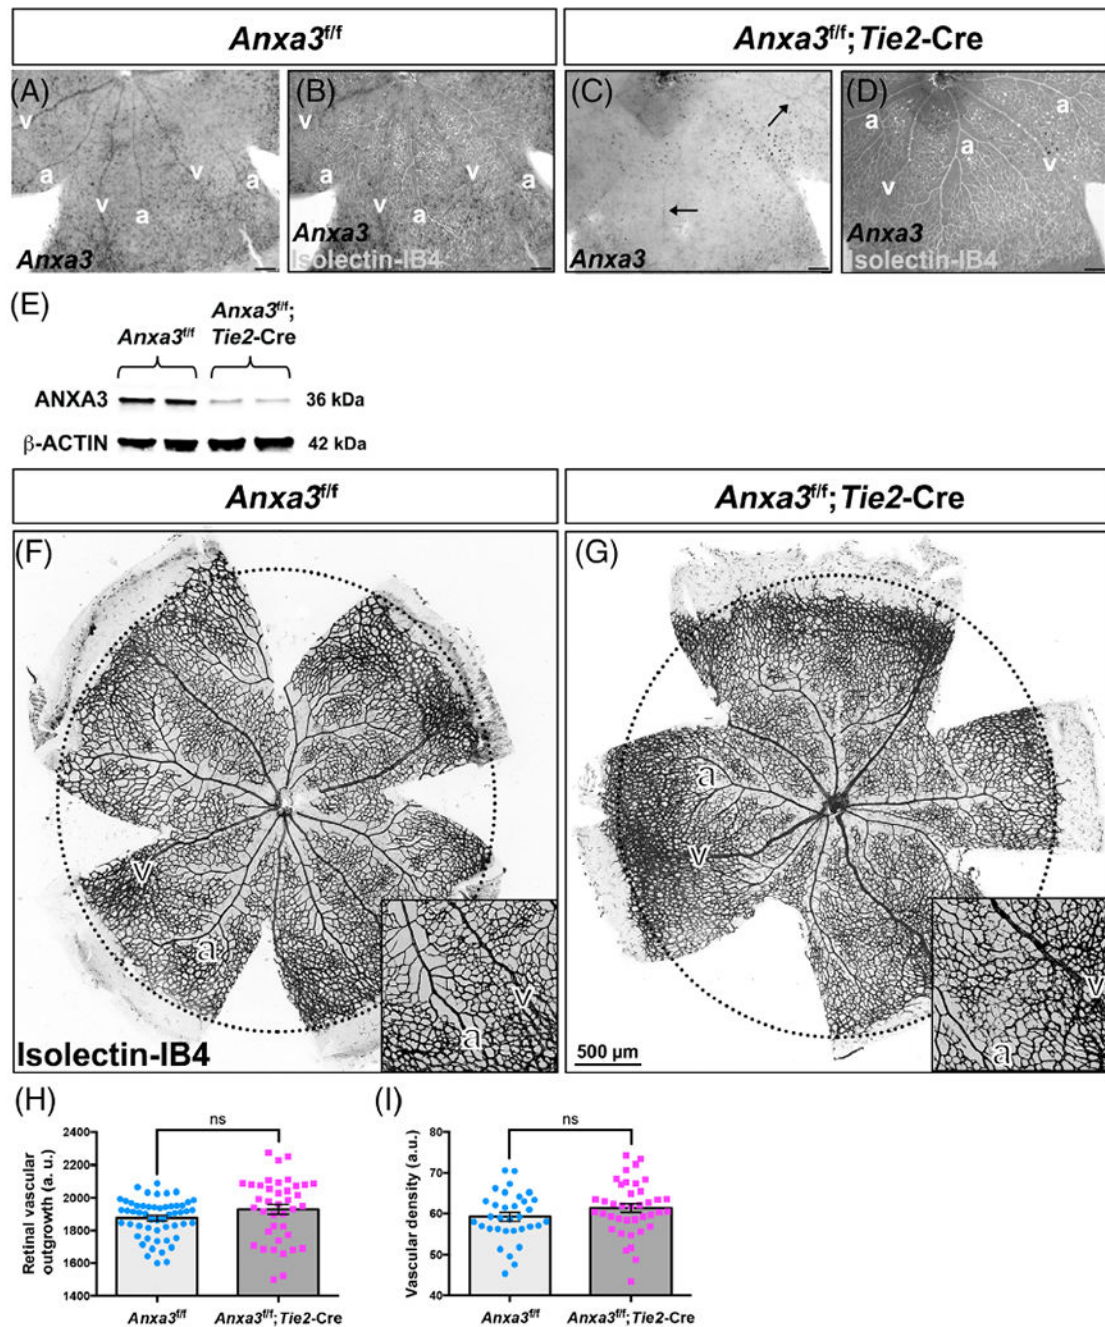 Anxa3f/f
Anxa3f/f;Tie2-Cre
(A)
v
a
v
a
v
a
Anxa3
(B)
v
a
v
a
v
a
Anxa3
Isolectin-IB4
(C)
Anxa3
(D)
a
a
a
v
v
Anxa3
Isolectin-IB4
(E)
Anxa3f/f
Anxa3f/f;
Tie2-Cre
ANXA3
36 kDa
β-ACTIN
42 kDa
Anxa3f/f
Anxa3f/f;Tie2-Cre
(F)
v
a
v
a
Isolectin-IB4
(G)
a
v
v
a
500 µm
(H)
ns
Retinal vascular
outgrowth (a. u.)
2400
2200
2000
1800
1600
1400
Anxa3f/f
Anxa3f/f;Tie2-Cre
(I)
ns
Vascular density (a.u.)
80
70
60
50
40
Anxa3f/f
Anxa3f/f;Tie2-Cre